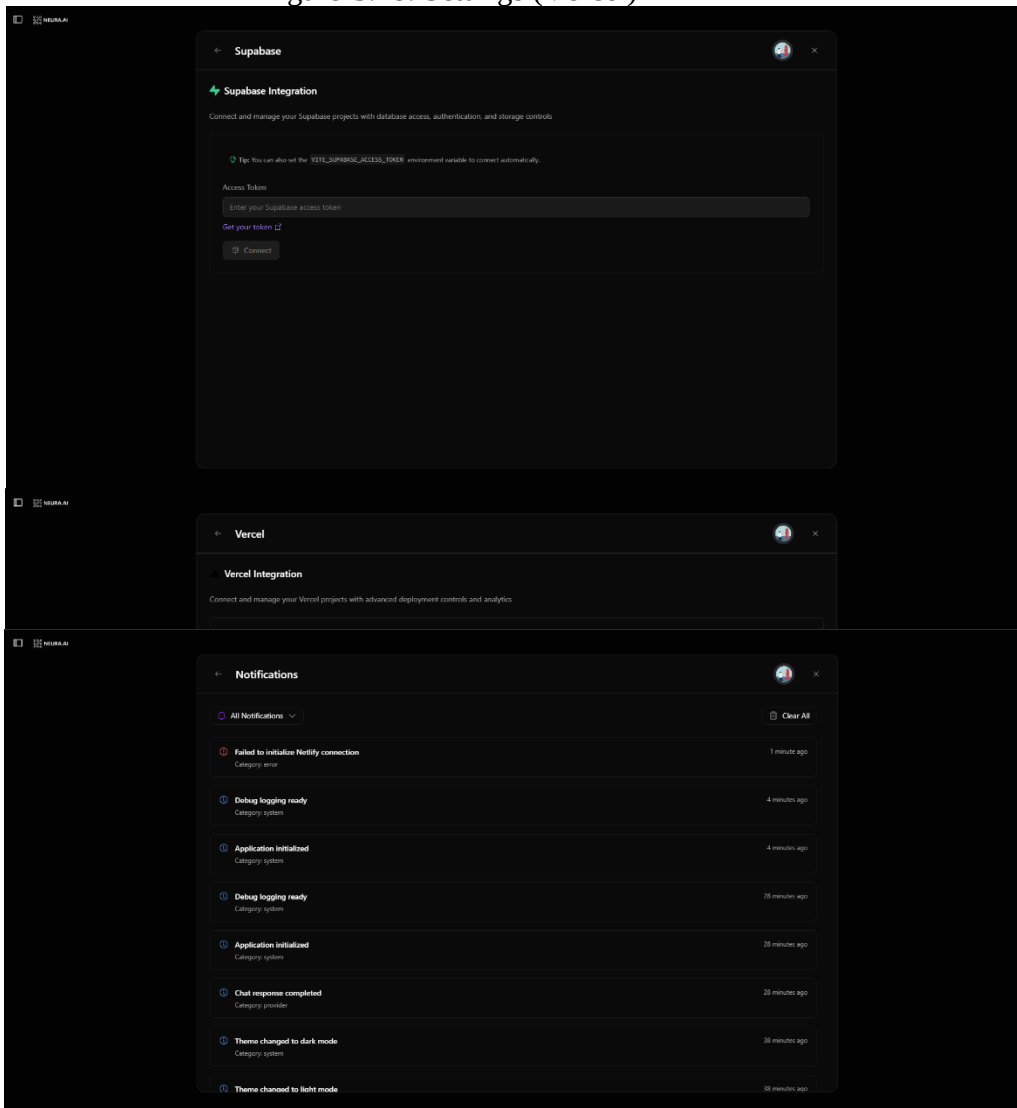 NEURA.AI
Supabase
Supabase Integration
Connect and manage your Supabase projects with database access, authentication, and storage controls
Tip: You can also set the VITE_SUPABASE_ACCESS_TOKEN environment variable to connect automatically.
Access Token
Enter your Supabase access token
Get your token
Connect
NEURA.AI
Vercel
Vercel Integration
Connect and manage your Vercel projects with advanced deployment controls and analytics
NEURA.AI
Notifications
All Notifications
Clear All
Failed to initialize Netlify connection
1 minute ago
Category: error
Debug logging ready
4 minutes ago
Category: system
Application initialized
4 minutes ago
Category: system
Debug logging ready
28 minutes ago
Category: system
Application initialized
28 minutes ago
Category: system
Chat response completed
28 minutes ago
Category: provider
Theme changed to dark mode
38 minutes ago
Category: system
Theme changed to light mode
38 minutes ago